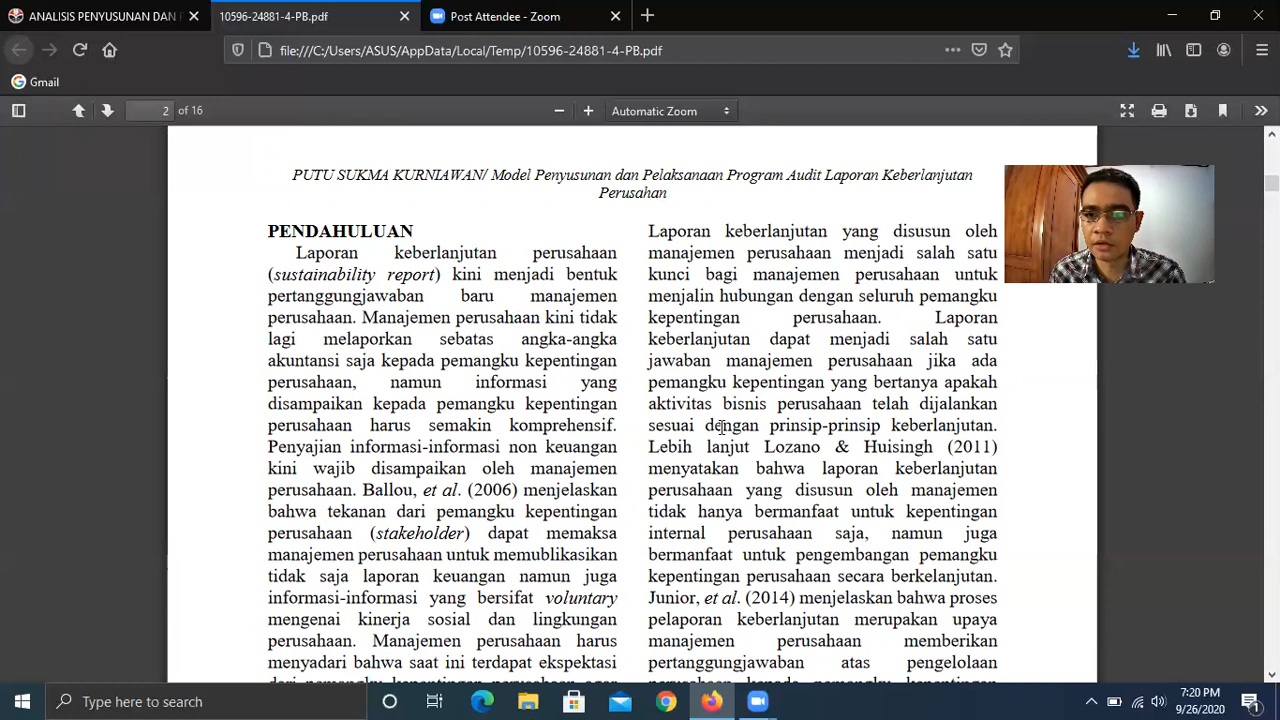 ANALISIS PENYUSUNAN DAN
10596-24881-4-PB.pdf
Post Attendee - Zoom
file:///C:/Users/ASUS/AppData/Local/Temp/10596-24881-4-PB.pdf
Gmail
2 of 16
Automatic Zoom
PUTU SUKMA KURNIAWAN/ Model Penyusunan dan Pelaksanaan Program Audit Laporan Keberlanjutan
Perusahan
PENDAHULUAN
Laporan keberlanjutan perusahaan
(sustainability report) kini menjadi bentuk
pertanggungjawaban baru manajemen
perusahaan. Manajemen perusahaan kini tidak
lagi melaporkan sebatas angka-angka
akuntansi saja kepada pemangku kepentingan
perusahaan, namun informasi yang
disampaikan kepada pemangku kepentingan
perusahaan harus semakin komprehensif.
Penyajian informasi-informasi non keuangan
kini wajib disampaikan oleh manajemen
perusahaan. Ballou, et al. (2006) menjelaskan
bahwa tekanan dari pemangku kepentingan
perusahaan (stakeholder) dapat memaksa
manajemen perusahaan untuk memublikasikan
tidak saja laporan keuangan namun juga
informasi-informasi yang bersifat voluntary
mengenai kinerja sosial dan lingkungan
perusahaan. Manajemen perusahaan harus
menyadari bahwa saat ini terdapat ekspektasi
Laporan keberlanjutan yang disusun oleh
manajemen perusahaan menjadi salah satu
kunci bagi manajemen perusahaan untuk
menjalin hubungan dengan seluruh pemangku
kepentingan perusahaan. Laporan
keberlanjutan dapat menjadi salah satu
jawaban manajemen perusahaan jika ada
pemangku kepentingan yang bertanya apakah
aktivitas bisnis perusahaan telah dijalankan
sesuai dengan prinsip-prinsip keberlanjutan.
Lebih lanjut Lozano & Huisingh (2011)
menyatakan bahwa laporan keberlanjutan
perusahaan yang disusun oleh manajemen
tidak hanya bermanfaat untuk kepentingan
internal perusahaan saja, namun juga
bermanfaat untuk pengembangan pemangku
kepentingan perusahaan secara berkelanjutan.
Junior, et al. (2014) menjelaskan bahwa proses
pelaporan keberlanjutan merupakan upaya
manajemen perusahaan memberikan
pertanggungjawaban atas pengelolaan
Type here to search
7:20 PM
9/26/2020
1